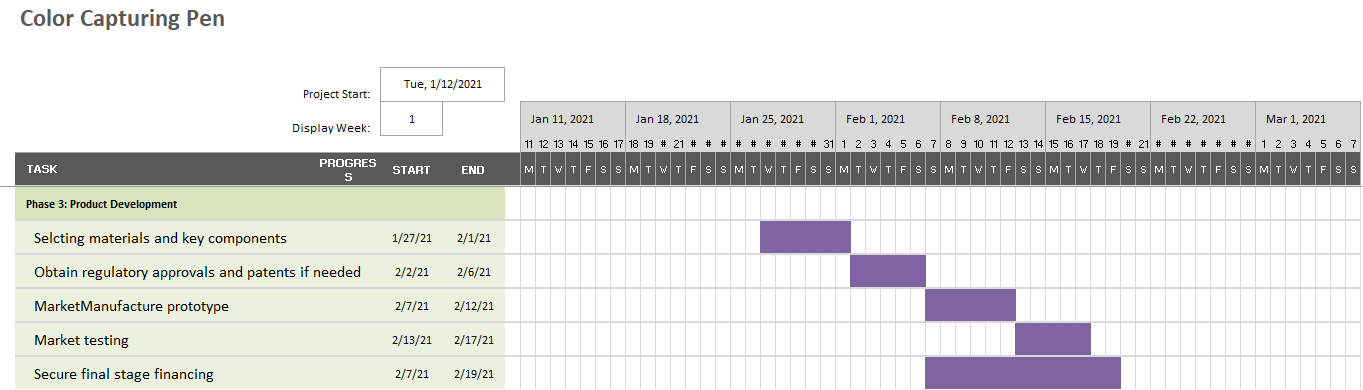 Color Capturing Pen
Project Start: Tue, 1/12/2021
Display Week: 1
Jan 11, 2021 Jan 18, 2021 Jan 25, 2021 Feb 1, 2021 Feb 8, 2021 Feb 15, 2021 Feb 22, 2021 Mar 1, 2021
11 12 13 14 15 16 17 18 19 # 21 # # # # # # # # # 31 1 2 3 4 5 6 7 8 9 10 11 12 13 14 15 16 17 18 19 # 21 # # # # # # # 1 2 3 4 5 6 7
TASK PROGRES
S START END M T W T F S S M T W T F S S M T W T F S S M T W T F S S M T W T F S S M T W T F S S M T W T F S S M T W T F S S
Phase 3: Product Development
Selcting materials and key components 1/27/21 2/1/21
Obtain regulatory approvals and patents if needed 2/2/21 2/6/21
MarketManufacture prototype 2/7/21 2/12/21
Market testing 2/13/21 2/17/21
Secure final stage financing 2/7/21 2/19/21